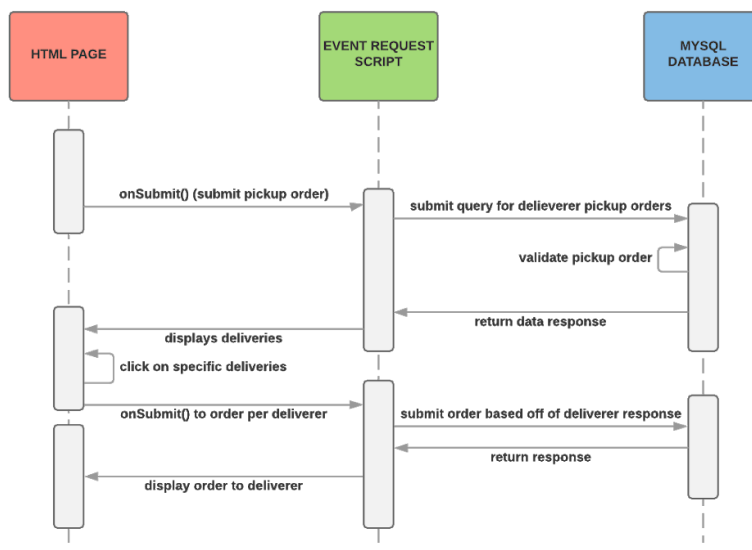 HTML PAGE
EVENT REQUEST
SCRIPT
MYSQL
DATABASE
onSubmit() (submit pickup order)
submit query for delieverer pickup orders
validate pickup order
return data response
displays deliveries
click on specific deliveries
onSubmit() to order per deliverer
submit order based off of deliverer response
return response
display order to deliverer